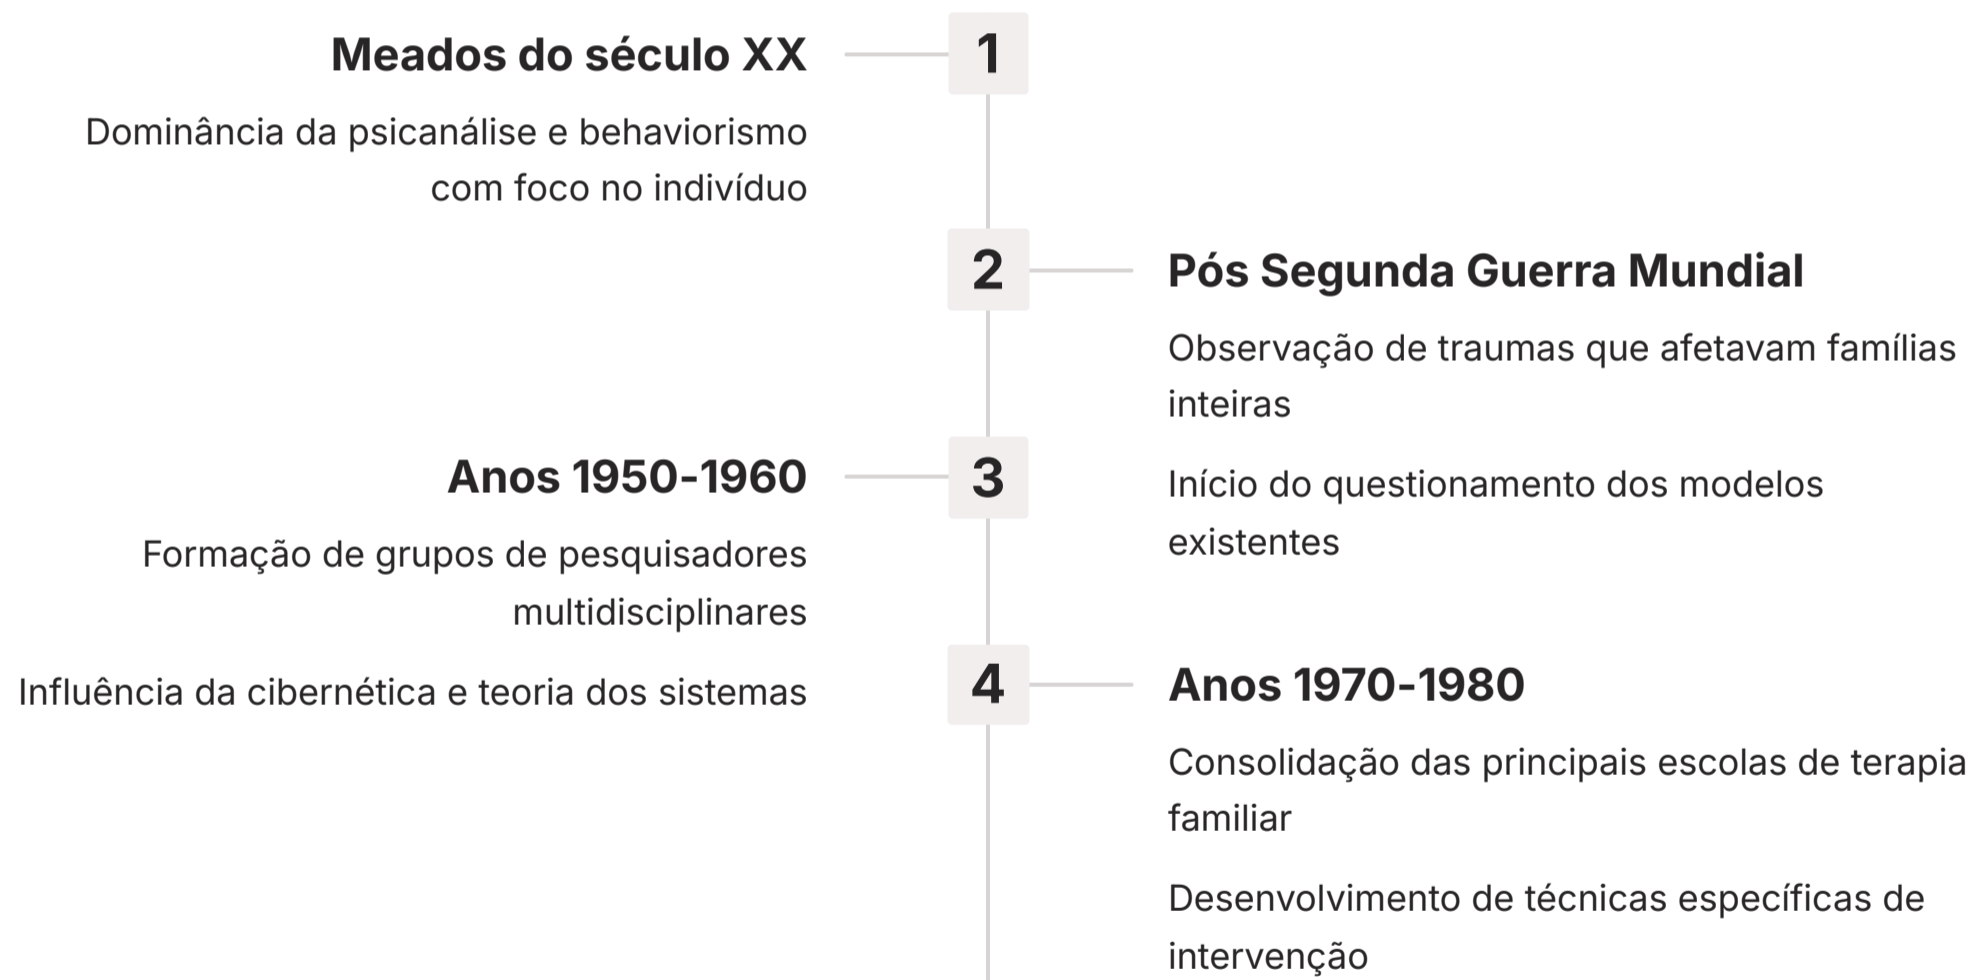 Meados do século XX
1
Dominância da psicanálise e behaviorismo
com foco no indivíduo
2
Pós Segunda Guerra Mundial
Observação de traumas que afetavam famílias
inteiras
Início do questionamento dos modelos
existentes
Anos 1950-1960
3
Formação de grupos de pesquisadores
multidisciplinares
Influência da cibernética e teoria dos sistemas
4
Anos 1970-1980
Consolidação das principais escolas de terapia
familiar
Desenvolvimento de técnicas específicas de
intervenção